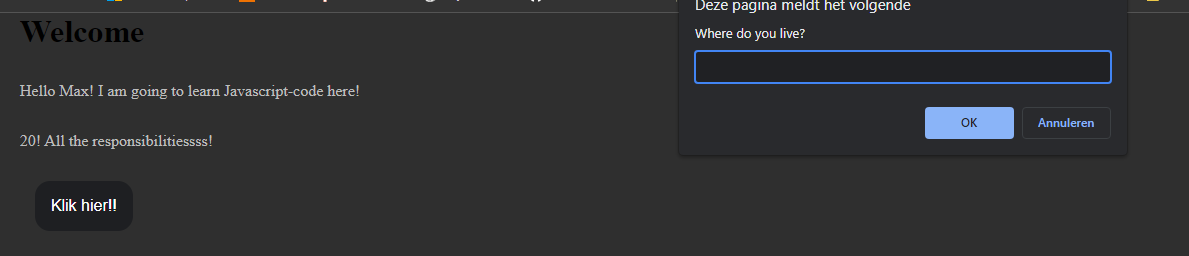 Deze pagina meldt het volgende
Where do you live?
OK
Annuleren
Welcome
Hello Max! I am going to learn Javascript-code here!
20! All the responsibilitiessss!
Klik hier!!